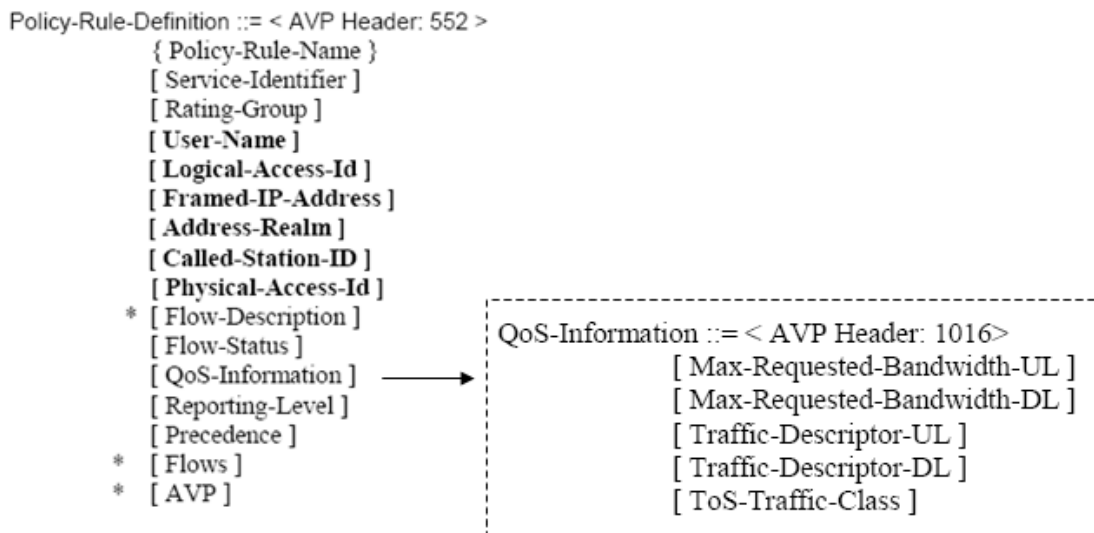 Policy-Rule-Definition ::= < AVP Header: 552 >
{ Policy-Rule-Name }
[ Service-Identifier ]
[ Rating-Group ]
[ User-Name ]
[ Logical-Access-Id ]
[ Framed-IP-Address ]
[ Address-Realm ]
[ Called-Station-ID ]
[ Physical-Access-Id ]
* [ Flow-Description ]
[ Flow-Status ]
[ QoS-Information ]
[ Reporting-Level ]
[ Precedence ]
* [ Flows ]
* [ AVP ]
QoS-Information ::= < AVP Header: 1016>
[ Max-Requested-Bandwidth-UL ]
[ Max-Requested-Bandwidth-DL ]
[ Traffic-Descriptor-UL ]
[ Traffic-Descriptor-DL ]
[ ToS-Traffic-Class ]